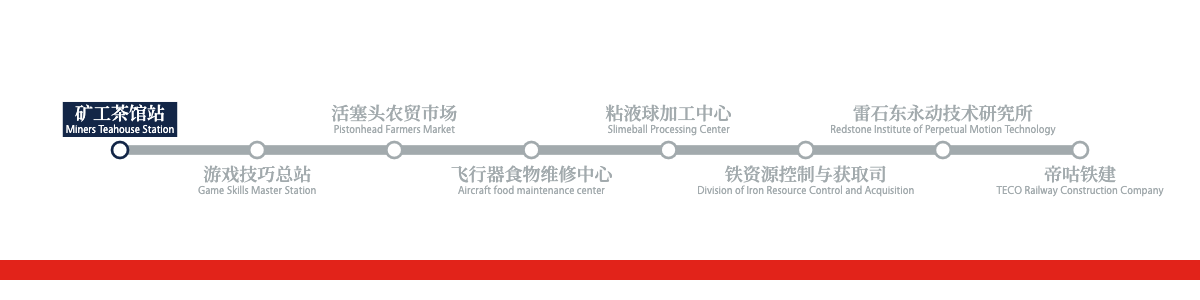 矿工茶馆站
Miners Teahouse Station
游戏技巧总站
Game Skills Master Station
活塞头农贸市场
Pistonhead Farmers Market
飞行器食物维修中心
Aircraft food maintenance center
粘液球加工中心
Slimeball Processing Center
铁资源控制与获取司
Division of Iron Resource Control and Acquisition
雷石东永动技术研究所
Redstone Institute of Perpetual Motion Technology
帝咕铁建
TECO Railway Construction Company